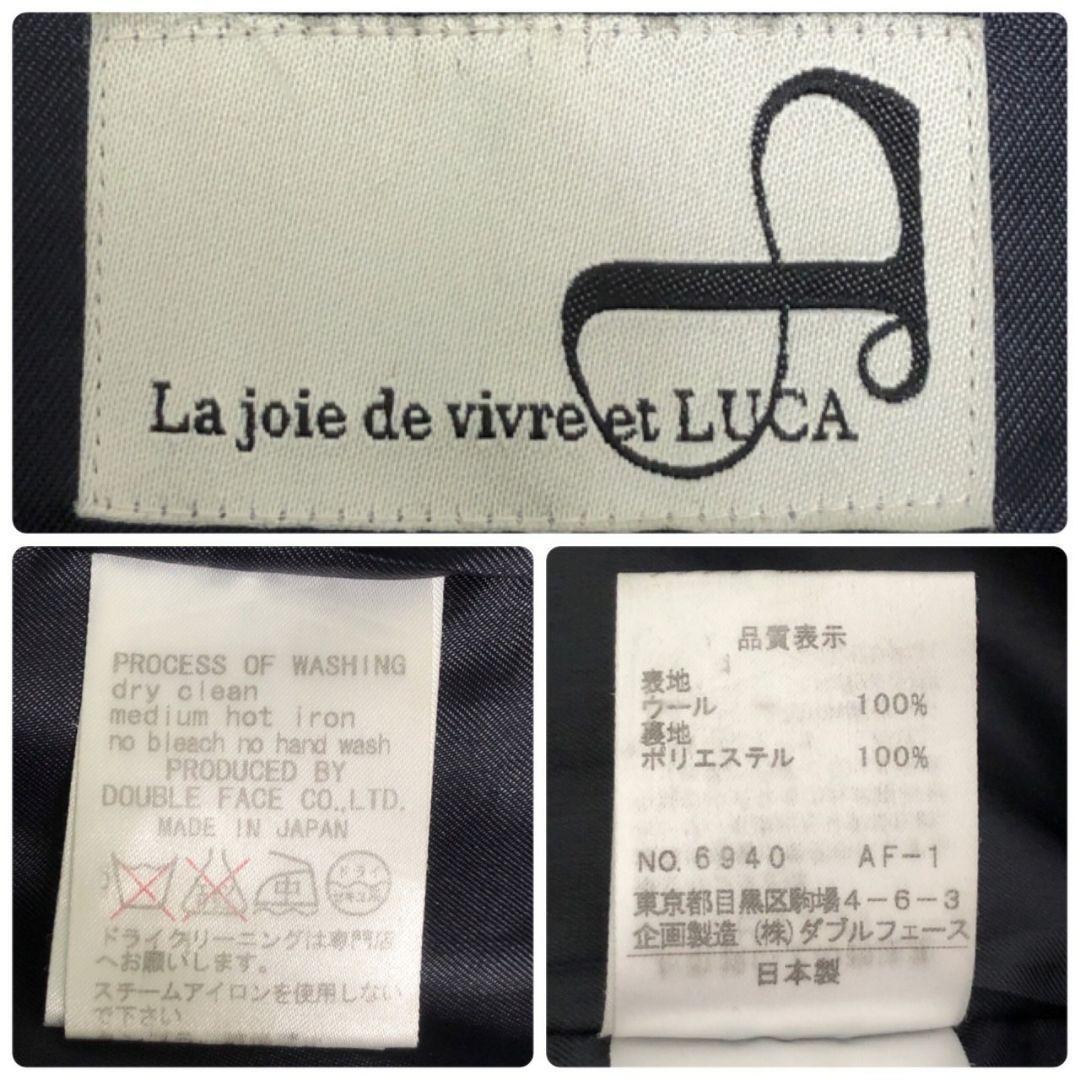 La joie de vivre et LUCA
PROCESS OF WASHING
dry clean
medium hot iron
no bleach no hand wash
PRODUCED BY
DOUBLE FACE CO.,LTD.
MADE IN JAPAN
中
ドライ
セキユ系
ドライクリーニングは専門店
へお願いします。
スチームアイロンを使用しない
で下さい
品質表示
表地
ウール 100%
裏地
ポリエステル 100%
NO. 6940 AF-1
東京都目黒区駒場4-6-3
企画製造 (株)ダブルフェース
日本製